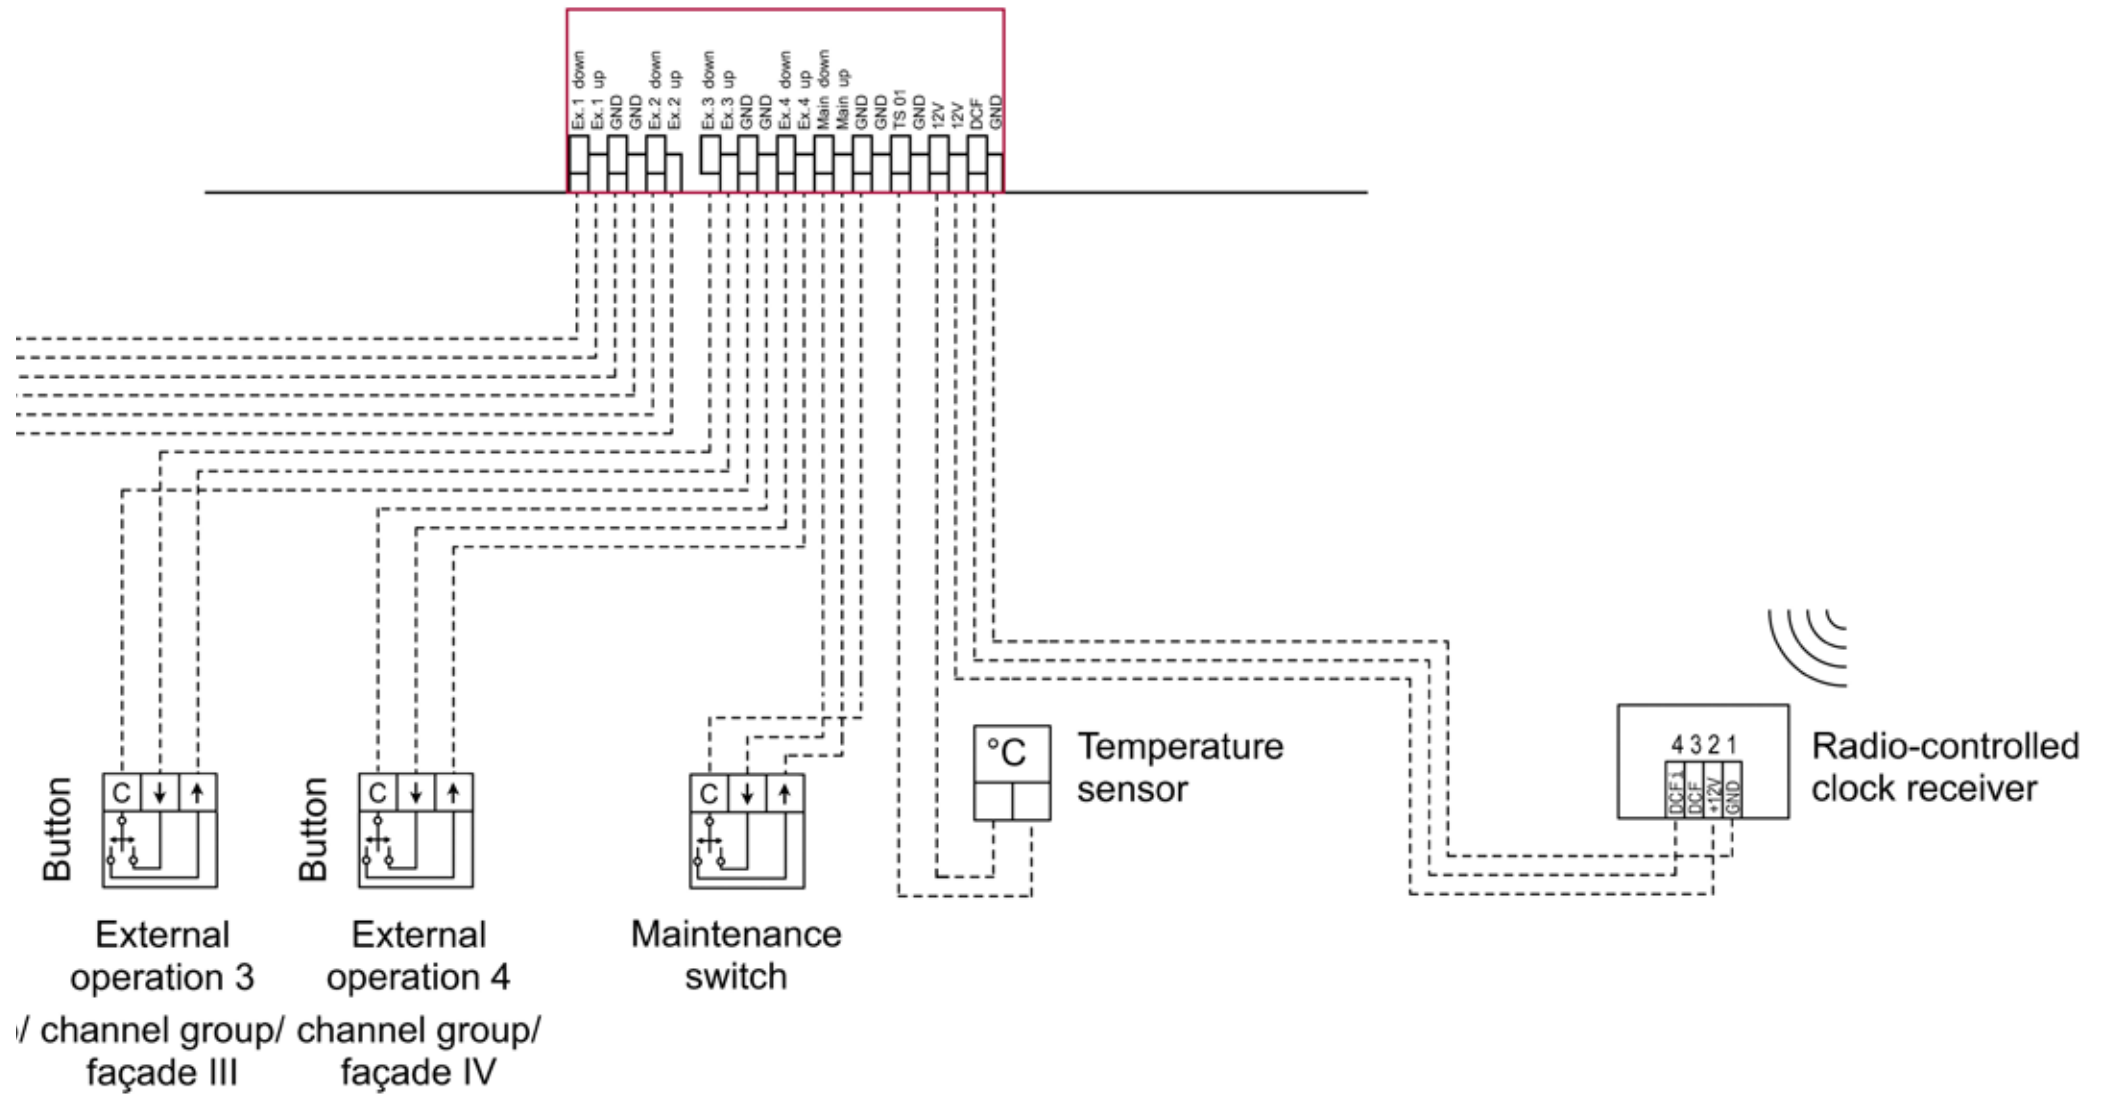 Ex.1 down
Ex.1 up
GND
GND
Ex.2 down
Ex.2 up
Ex.3 down
Ex.3 up
GND
GND
Ex.4 down
Ex.4 up
Main down
Main up
GND
GND
TS 01
GND
12V
12V
DCF
GND
C
Button
External
operation 3
/ channel group/
façade III
C
Button
External
operation 4
channel group/
façade IV
C
Maintenance
switch
°C
Temperature
sensor
4 3 2 1
DCF i
DCF
+12V
GND
Radio-controlled
clock receiver